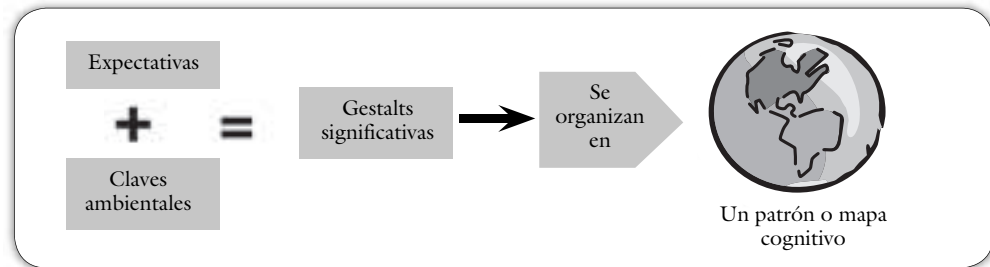 Expectativas
+
=
Claves
ambientales
Gestalts
significativas
Se
organizan
en
Un patrón o mapa
cognitivo